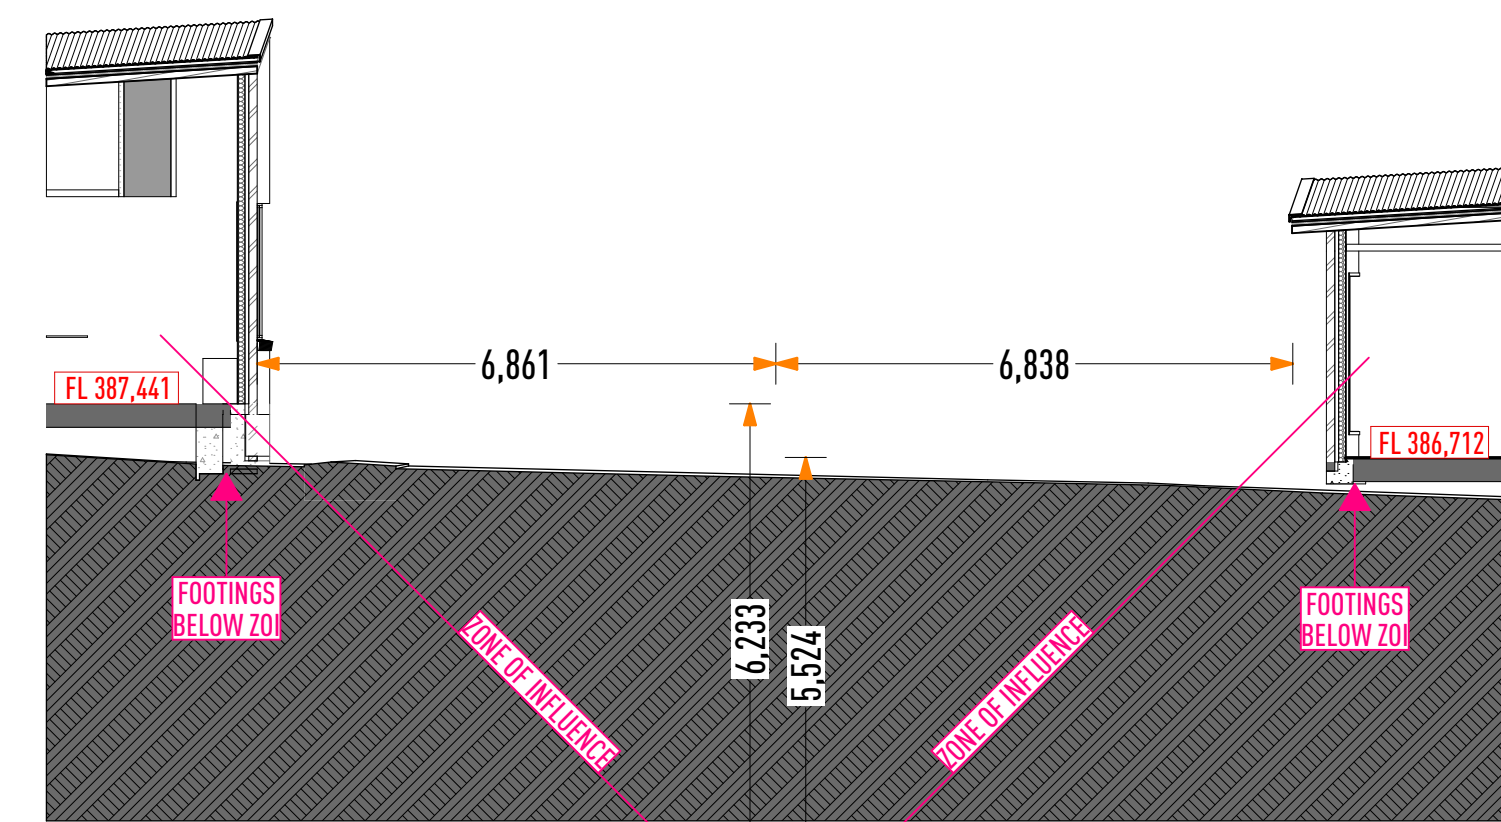 6,861
6,838
FL 387,441
FL 386,712
FOOTINGS
BELOW ZOI
ZONE OF INFLUENCE
6,233
5,524
ZONE OF INFLUENCE
FOOTINGS
BELOW ZOI